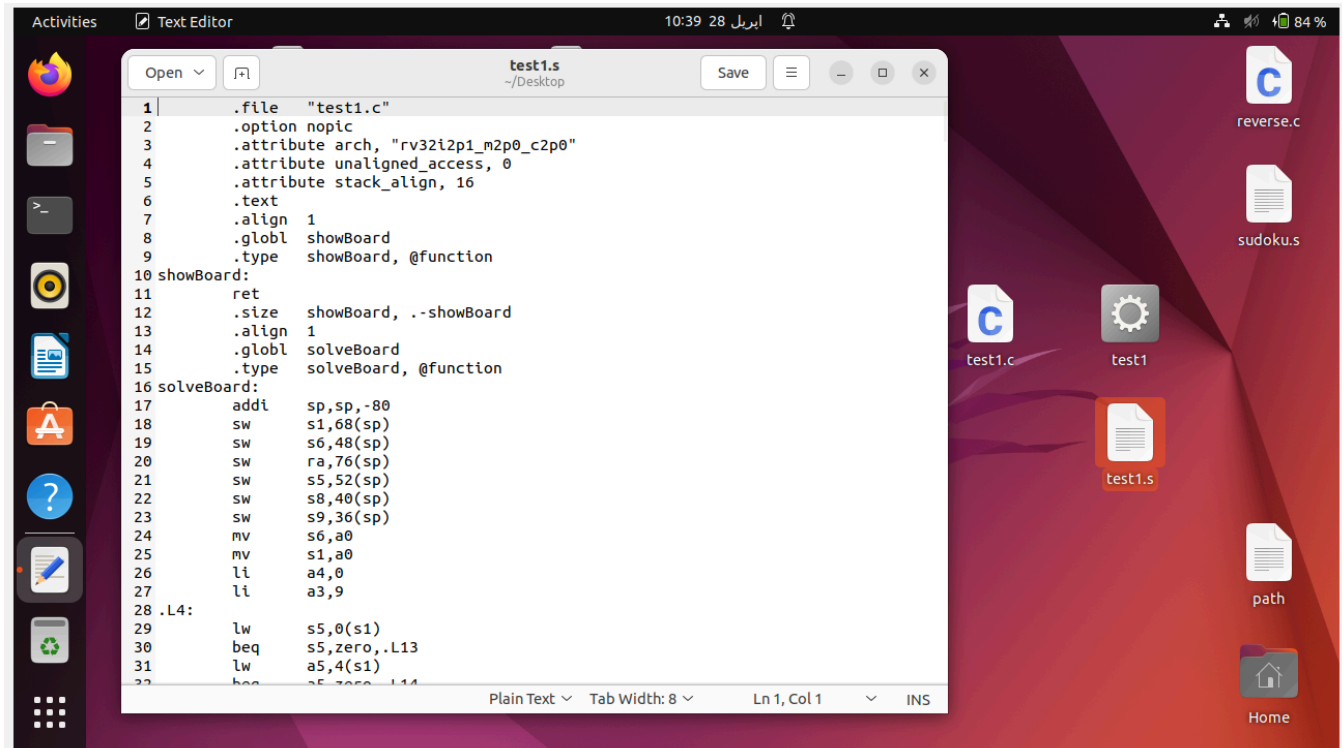 Activities Text Editor 10:39 28 اپریل 84 %
Open test1.s Save
~/Desktop
1 .file "test1.c"
2 .option nopic
3 .attribute arch, "rv32i2p1_m2p0_c2p0"
4 .attribute unaligned_access, 0
5 .attribute stack_align, 16
6 .text
7 .align 1
8 .globl showBoard
9 .type showBoard, @function
10 showBoard:
11 ret
12 .size showBoard, .-showBoard
13 .align 1
14 .globl solveBoard
15 .type solveBoard, @function
16 solveBoard:
17 addi sp,sp,-80
18 sw s1,68(sp)
19 sw s6,48(sp)
20 sw ra,76(sp)
21 sw s5,52(sp)
22 sw s8,40(sp)
23 sw s9,36(sp)
24 mv s6,a0
25 mv s1,a0
26 li a4,0
27 li a3,9
28 .L4:
29 lw s5,0(s1)
30 beq s5,zero,.L13
31 lw a5,4(s1)
32 beq a5,zero,.L14
Plain Text Tab Width: 8 Ln 1, Col 1 INS
reverse.c
sudoku.s
test1.c test1
test1.s
path
Home